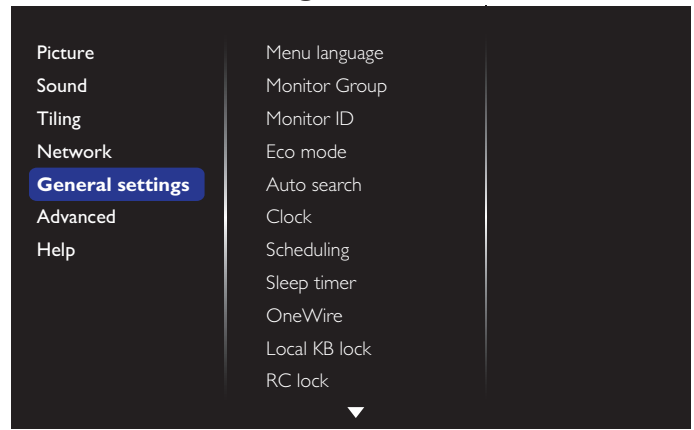 Picture
Sound
Tiling
Network
General settings
Advanced
Help
Menu language
Monitor Group
Monitor ID
Eco mode
Auto search
Clock
Scheduling
Sleep timer
OneWire
Local KB lock
RC lock